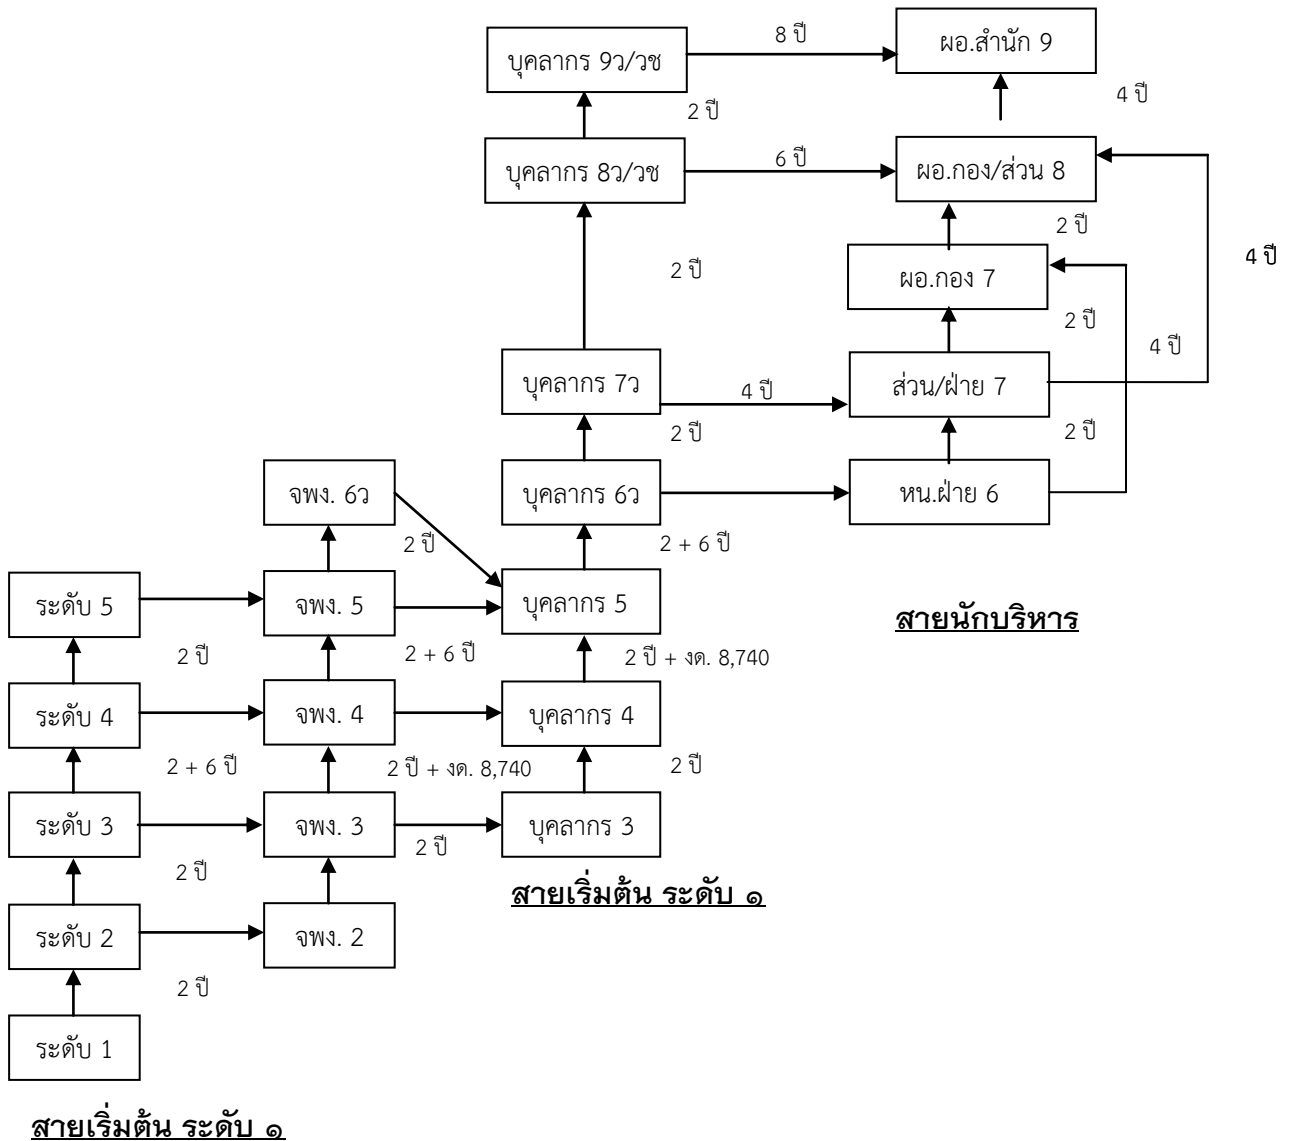 8 ปี
ผอ.สำนัก 9
บุคลากร 9ว/วช
4 ปี
2 ปี
6 ปี
บุคลากร 8ว/วช
ผอ.กอง/ส่วน 8
2 ปี
4 ปี
2 ปี
ผอ.กอง 7
2 ปี
4 ปี
บุคลากร 7ว
4 ปี
ส่วน/ฝ่าย 7
2 ปี
2 ปี
จพง. 6ว
บุคลากร 6ว
หน.ฝ่าย 6
2 ปี
2 + 6 ปี
ระดับ 5
จพง. 5
บุคลากร 5
สายนักบริหาร
2 ปี
2 + 6 ปี
2 ปี + งด. 8,740
ระดับ 4
จพง. 4
บุคลากร 4
2 + 6 ปี
2 ปี + งด. 8,740
2 ปี
ระดับ 3
จพง. 3
บุคลากร 3
2 ปี
2 ปี
สายเริ่มต้น ระดับ ๑
ระดับ 2
จพง. 2
2 ปี
ระดับ 1
สายเริ่มต้น ระดับ ๑